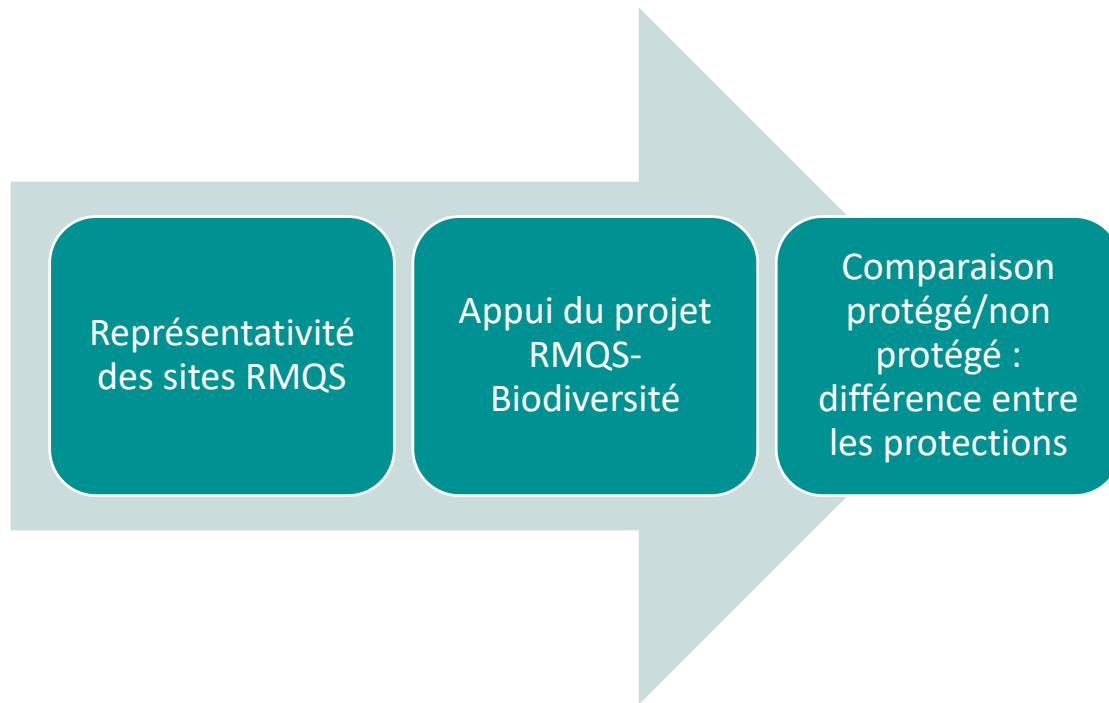 Représentativité
des sites RMQS
Appui du projet
RMQS-
Biodiversité
Comparaison
protégé/non
protégé :
différence entre
les protections